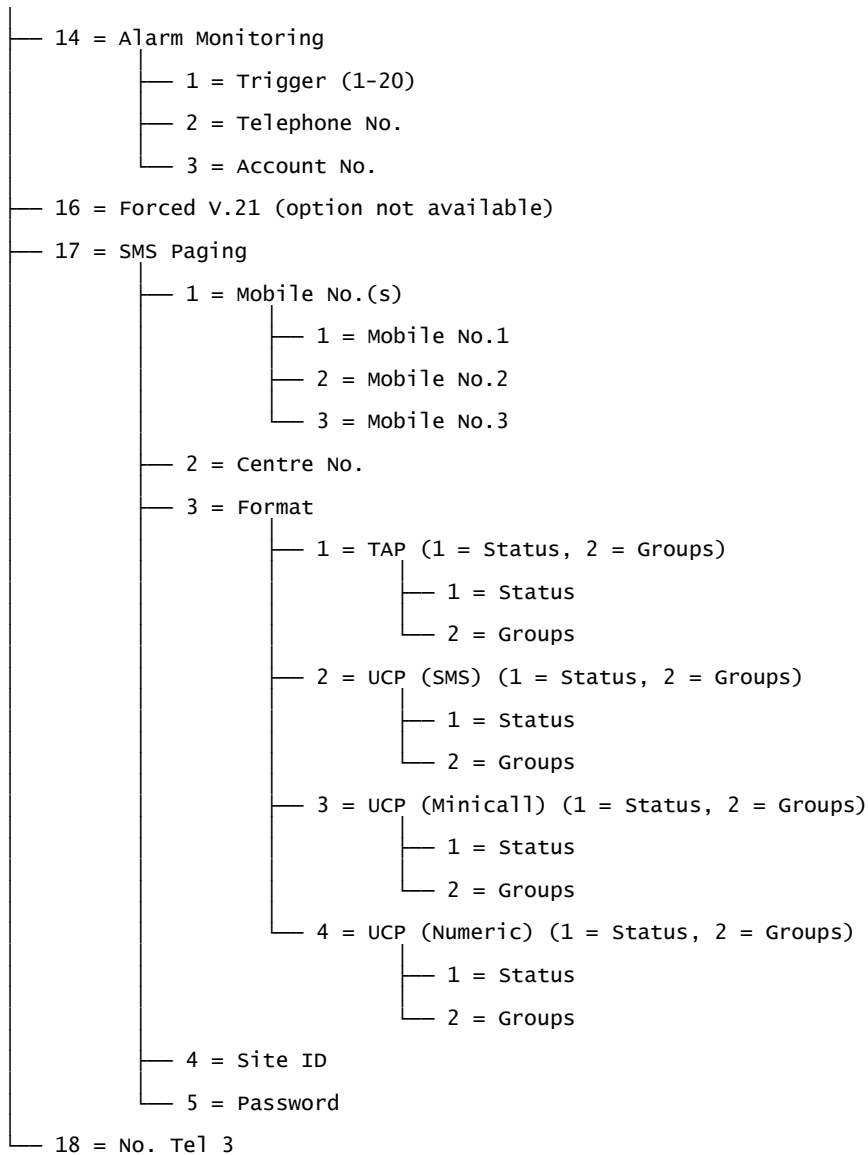 14 = Alarm Monitoring
1 = Trigger (1-20)
2 = Telephone No.
3 = Account No.
16 = Forced V.21 (option not available)
17 = SMS Paging
1 = Mobile No.(s)
1 = Mobile No.1
2 = Mobile No.2
3 = Mobile No.3
2 = Centre No.
3 = Format
1 = TAP (1 = Status, 2 = Groups)
1 = Status
2 = Groups
2 = UCP (SMS) (1 = Status, 2 = Groups)
1 = Status
2 = Groups
3 = UCP (Minicall) (1 = Status, 2 = Groups)
1 = Status
2 = Groups
4 = UCP (Numeric) (1 = Status, 2 = Groups)
1 = Status
2 = Groups
4 = Site ID
5 = Password
18 = No. Tel 3